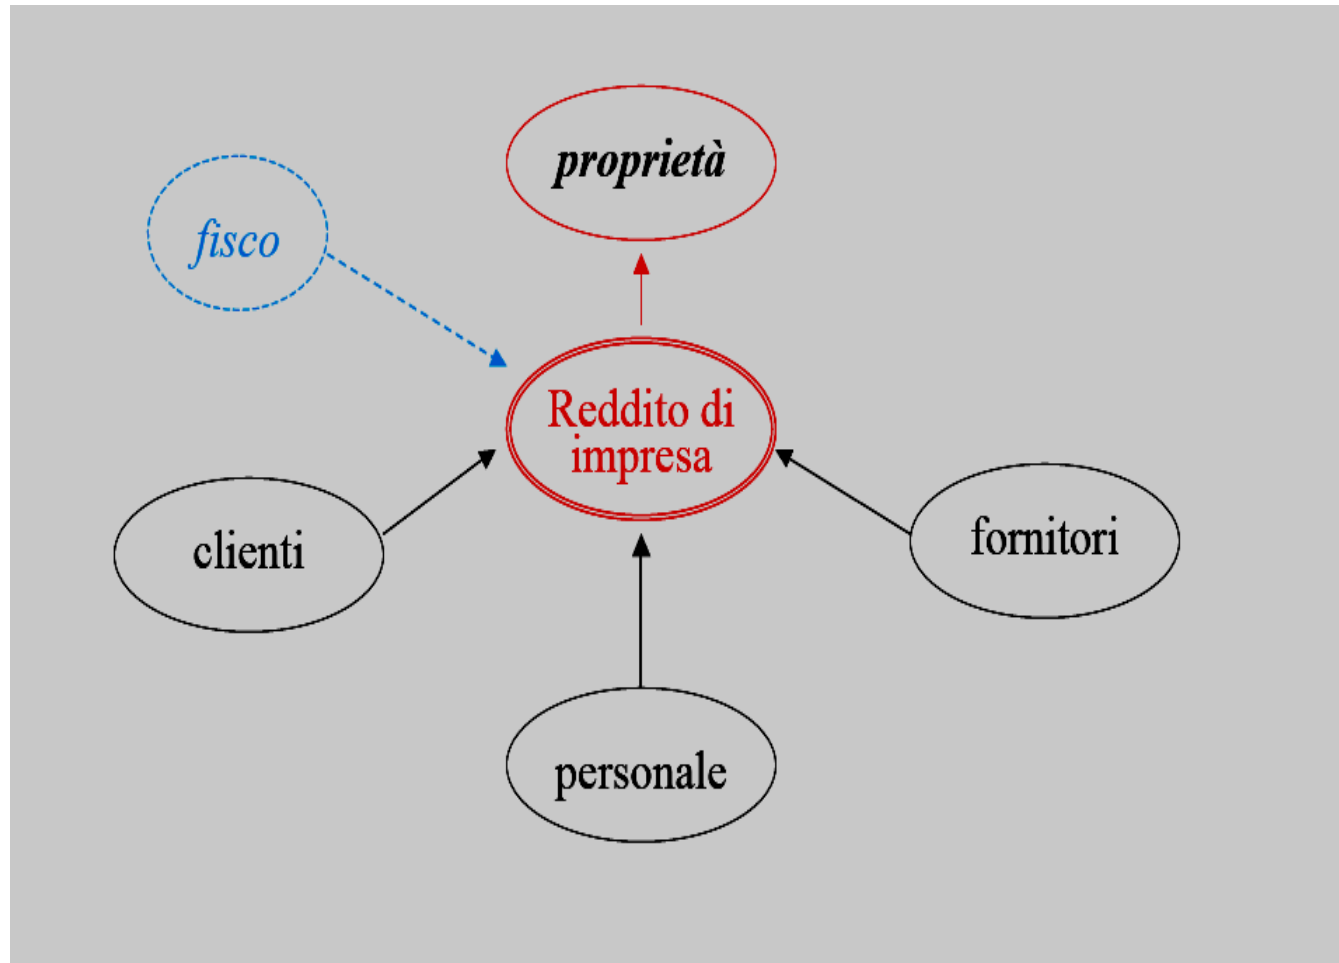 proprietà
fisco
Reddito di
impresa
clienti
fornitori
personale